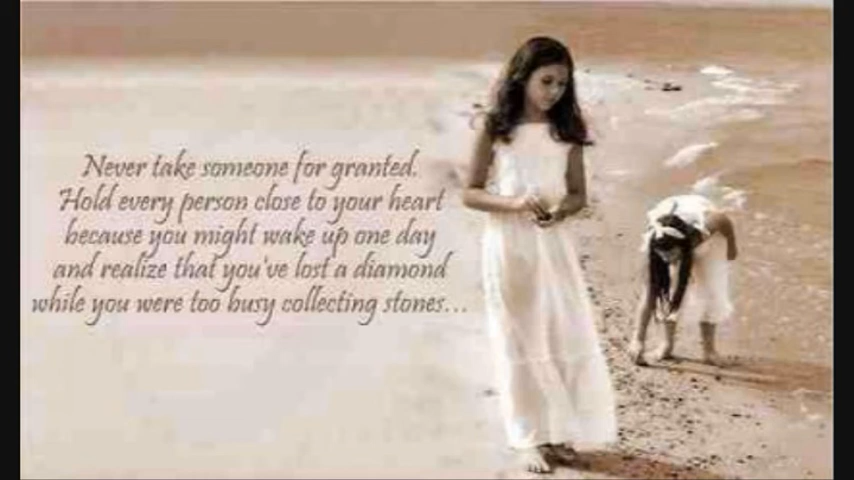 Never take someone for granted.
Hold every person close to your heart
because you might wake up one day
and realize that you've lost a diamond
while you were too busy collecting stones...